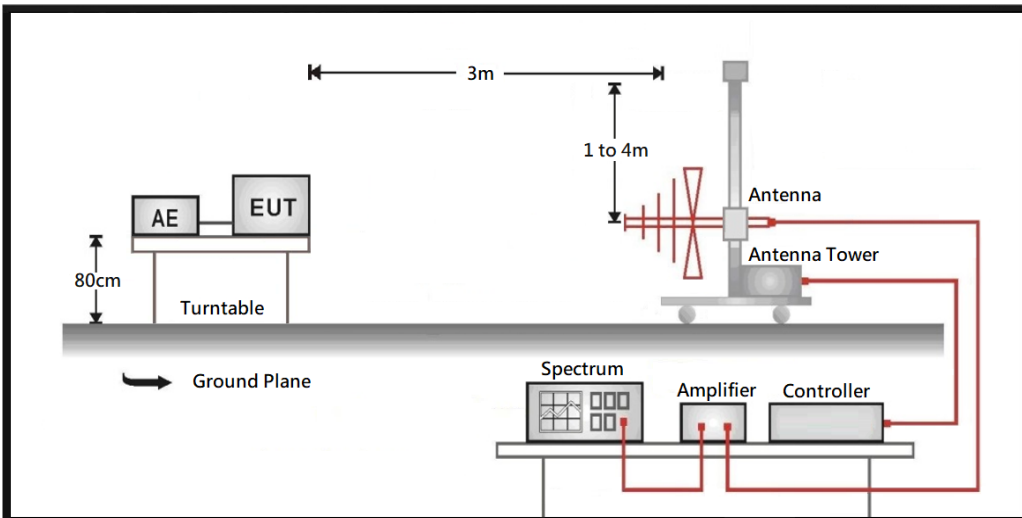 3m
1 to 4m
Antenna
AE
EUT
Antenna Tower
80cm
Turntable
Ground Plane
Spectrum
Amplifier
Controller